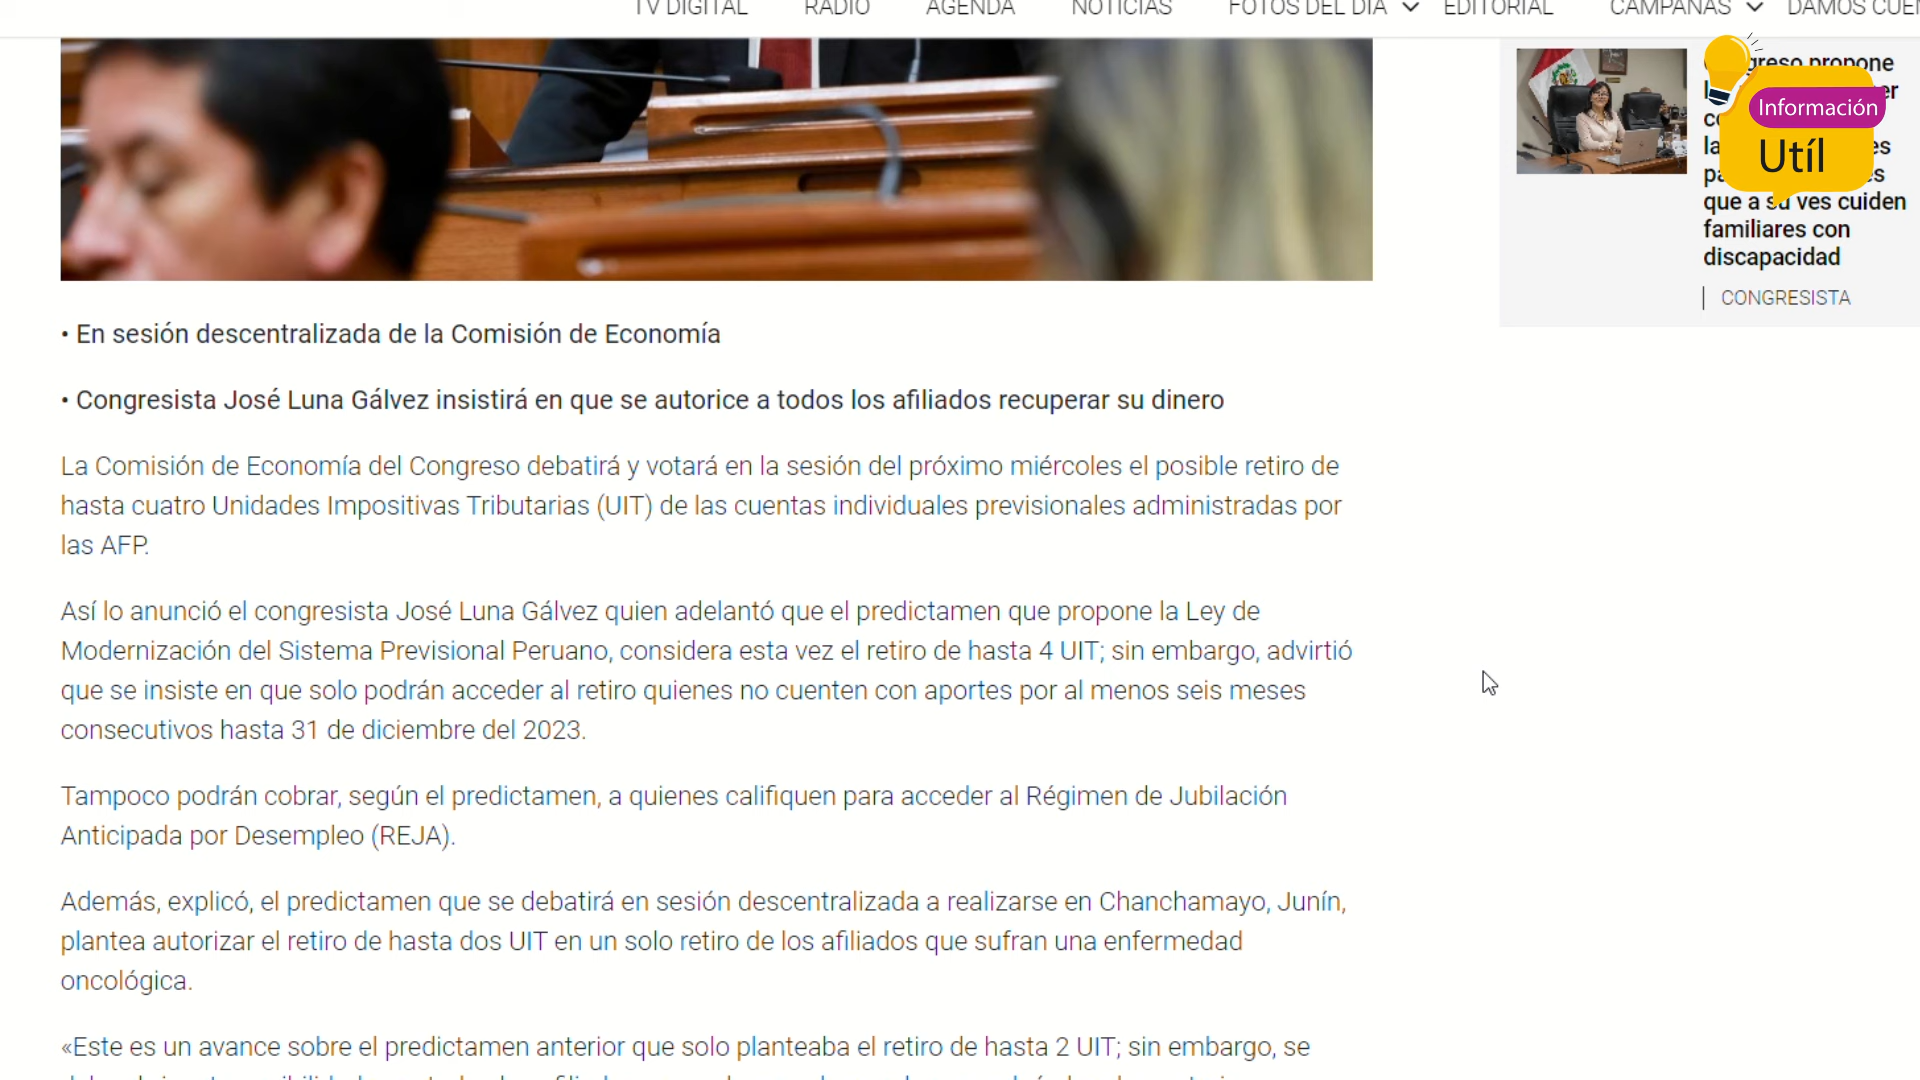 TV DIGITAL RADIO AGENDA NOTICIAS FOTOS DEL DÍA EDITORIAL CAMPAÑAS DAMOS
propone
que a su ves cuiden
familiares con
discapacidad
CONGRESISTA
Información
Utíl
• En sesión descentralizada de la Comisión de Economía
• Congresista José Luna Gálvez insistirá en que se autorice a todos los afiliados recuperar su dinero
La Comisión de Economía del Congreso debatirá y votará en la sesión del próximo miércoles el posible retiro de
hasta cuatro Unidades Impositivas Tributarias (UIT) de las cuentas individuales previsionales administradas por
las AFP.
Así lo anunció el congresista José Luna Gálvez quien adelantó que el predictamen que propone la Ley de
Modernización del Sistema Previsional Peruano, considera esta vez el retiro de hasta 4 UIT; sin embargo, advirtió
que se insiste en que solo podrán acceder al retiro quienes no cuenten con aportes por al menos seis meses
consecutivos hasta 31 de diciembre del 2023.
Tampoco podrán cobrar, según el predictamen, a quienes califiquen para acceder al Régimen de Jubilación
Anticipada por Desempleo (REJA).
Además, explicó, el predictamen que se debatirá en sesión descentralizada a realizarse en Chanchamayo, Junín,
plantea autorizar el retiro de hasta dos UIT en un solo retiro de los afiliados que sufran una enfermedad
oncológica.
«Este es un avance sobre el predictamen anterior que solo planteaba el retiro de hasta 2 UIT; sin embargo, se